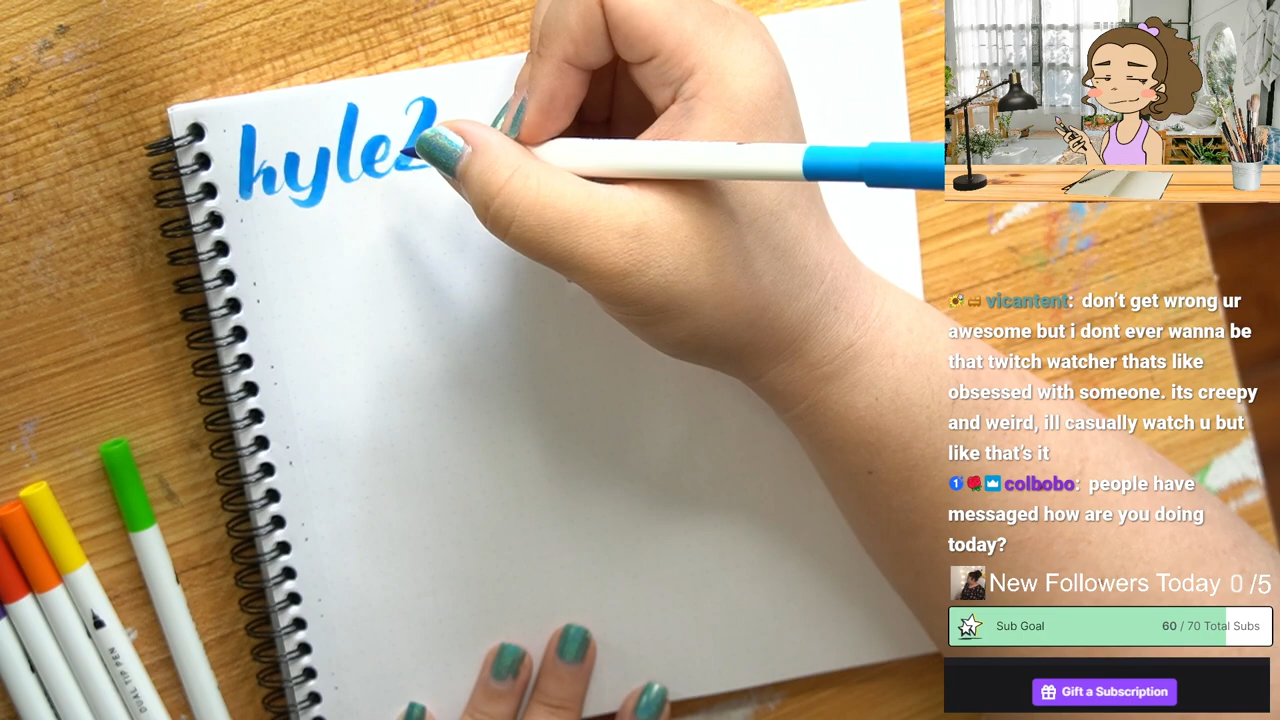 kyle2
vicantent: don't get wrong ur
awesome but i dont ever wanna be
that twitch watcher thats like
obsessed with someone. its creepy
and weird, ill casually watch u but
like that's it
1 colbobo: people have
messaged how are you doing
today?
New Followers Today 0 /5
Sub Goal 60 / 70 Total Subs
Gift a Subscription
DUAL TIP PEN